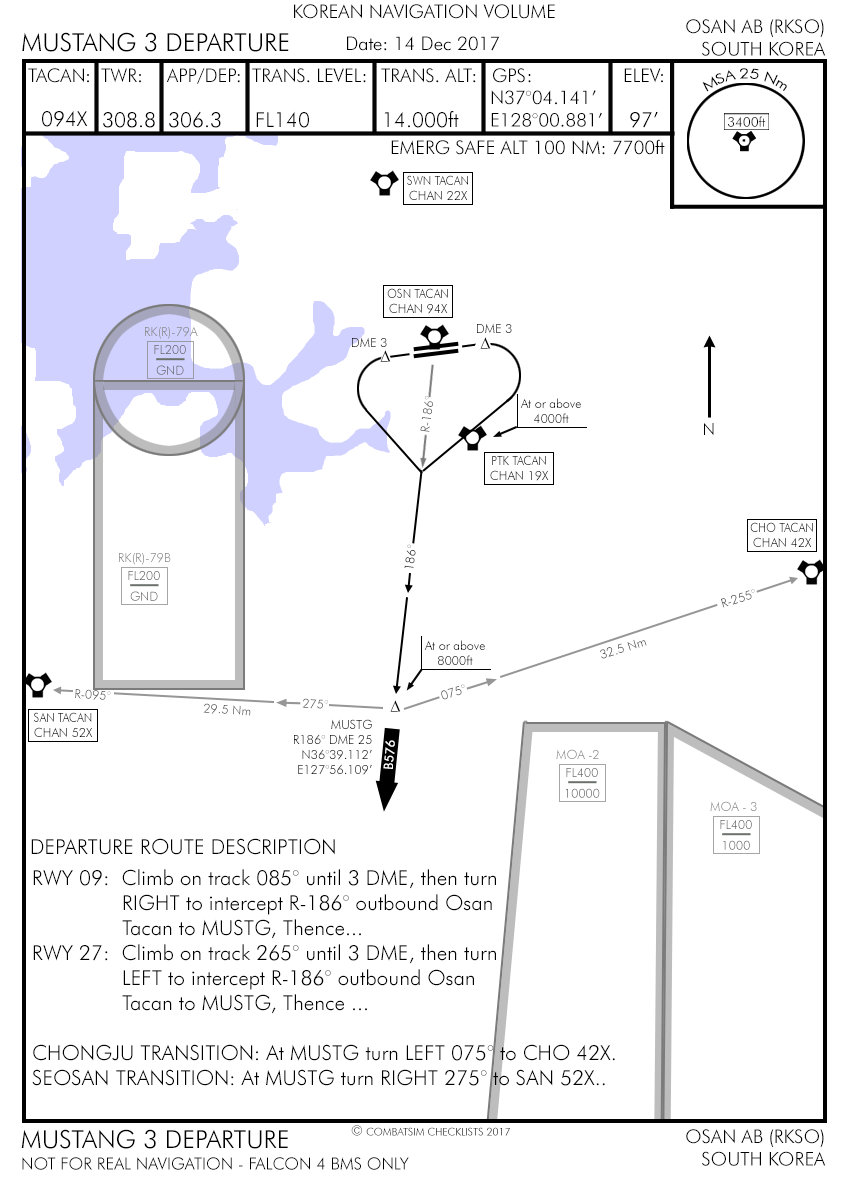 KOREAN NAVIGATION VOLUME
MUSTANG 3 DEPARTURE
Date: 14 Dec 2017
OSAN AB (RKSO)
SOUTH KOREA
TACAN:
094X
TWR:
308.8
APP/DEP:
306.3
TRANS. LEVEL:
FL140
TRANS. ALT:
14.000ft
GPS:
N37°04.141'
E128°00.881'
ELEV:
97'
MSA 25 Nm
3400ft
EMERG SAFE ALT 100 NM: 7700ft
SWN TACAN
CHAN 22X
OSN TACAN
CHAN 94X
DME 3
DME 3
RK(R)-79A
FL200
GND
R-186°
At or above
4000ft
N
PTK TACAN
CHAN 19X
CHO TACAN
CHAN 42X
186°
RK(R)-79B
FL200
GND
R-255°
32.5 Nm
At or above
8000ft
075°
R-095°
29.5 Nm
275°
SAN TACAN
CHAN 52X
MUSTG
R186° DME 25
N36°39.112'
E127°56.109'
B576
MOA -2
FL400
10000
MOA - 3
FL400
1000
DEPARTURE ROUTE DESCRIPTION
RWY 09: Climb on track 085° until 3 DME, then turn
RIGHT to intercept R-186° outbound Osan
Tacan to MUSTG, Thence...
RWY 27: Climb on track 265° until 3 DME, then turn
LEFT to intercept R-186° outbound Osan
Tacan to MUSTG, Thence ...
CHONGJU TRANSITION: At MUSTG turn LEFT 075° to CHO 42X.
SEOSAN TRANSITION: At MUSTG turn RIGHT 275° to SAN 52X..
MUSTANG 3 DEPARTURE
© COMBATSIM CHECKLISTS 2017
OSAN AB (RKSO)
NOT FOR REAL NAVIGATION - FALCON 4 BMS ONLY
SOUTH KOREA